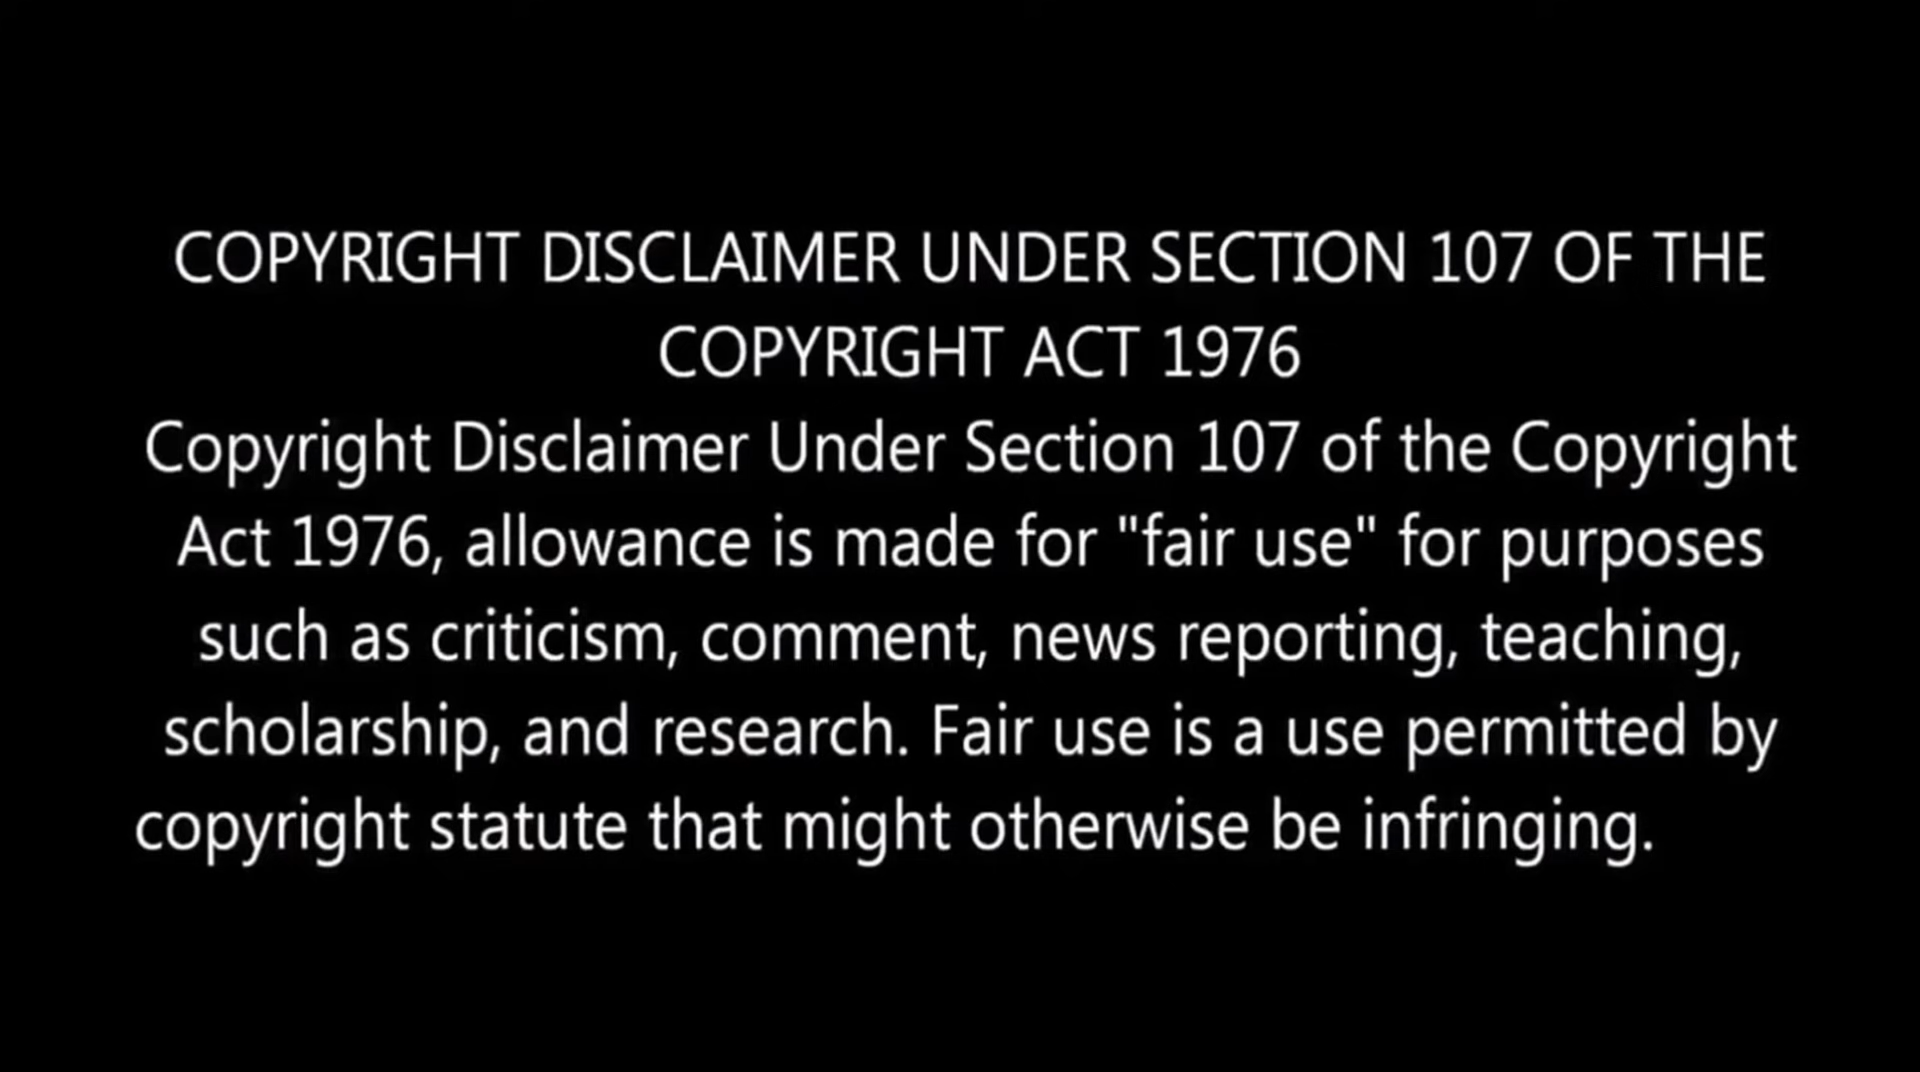 COPYRIGHT DISCLAIMER UNDER SECTION 107 OF THE
COPYRIGHT ACT 1976
Copyright Disclaimer Under Section 107 of the Copyright
Act 1976, allowance is made for "fair use" for purposes
such as criticism, comment, news reporting, teaching,
scholarship, and research. Fair use is a use permitted by
copyright statute that might otherwise be infringing.